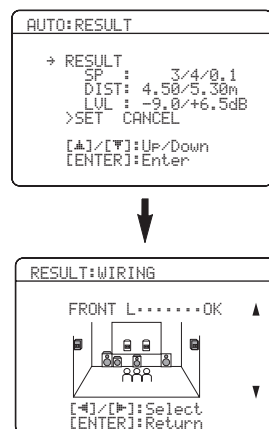 AUTO:RESULT
→ RESULT
SP : 3/4/0.1
DIST: 4.50/5.30m
LVL : -9.0/+6.5dB
>SET CANCEL
[▲]/[▼]:Up/Down
[ENTER]:Enter
RESULT:WIRING
FRONT L·······OK
[◀]/[▶]:Select
[ENTER]:Return